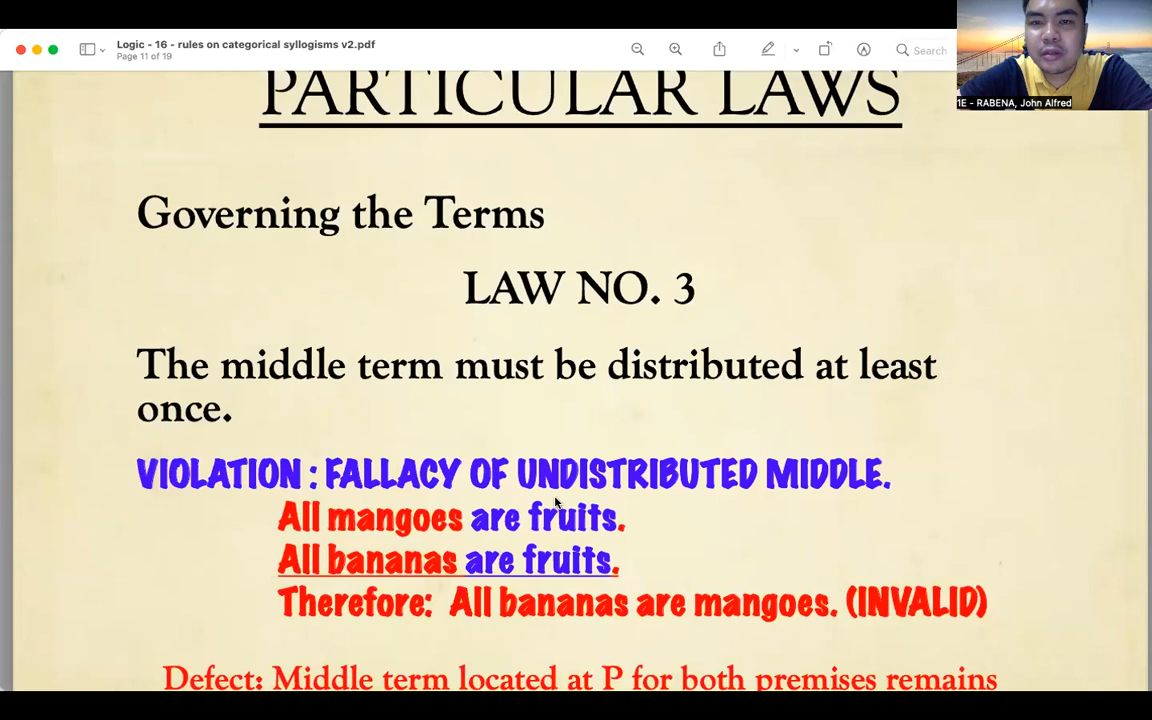 Logic - 16 - rules on categorical syllogisms v2.pdf
Page 11 of 19
Search
1E - RABENA, John Alfred
PARTICULAR LAWS
Governing the Terms
LAW NO. 3
The middle term must be distributed at least
once.
VIOLATION : FALLACY OF UNDISTRIBUTED MIDDLE.
All mangoes are fruits.
All bananas are fruits.
Therefore: All bananas are mangoes. (INVALID)
Defect: Middle term located at P for both premises remains